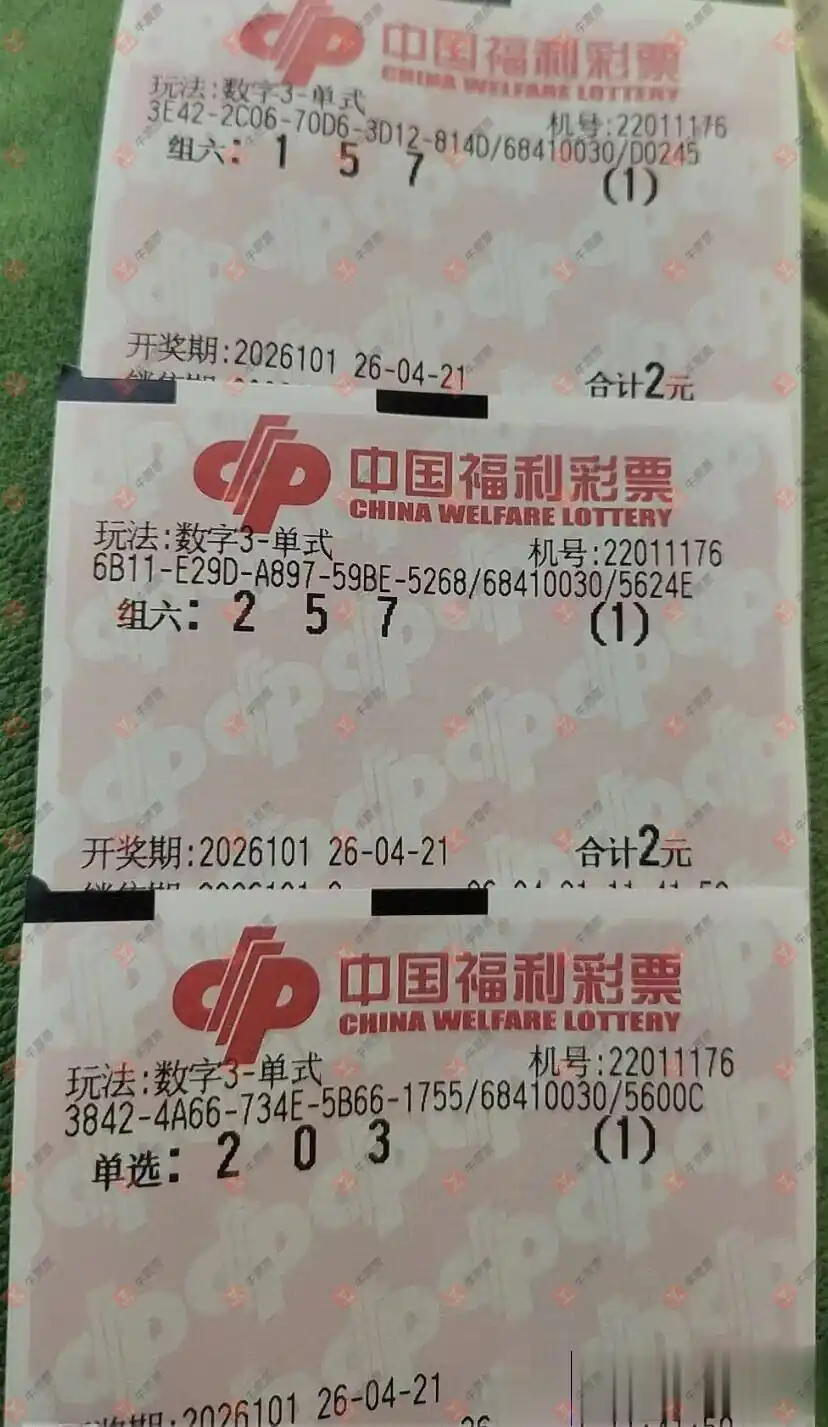 中国福利彩票
CHINA WELFARE LOTTERY
玩法:数字3-单式
机号:22011176
3E42-2C06-70D6-3D12-814D/68410030/D0245
组六: 1 5 7 (1)
开奖期:2026101 26-04-21
合计2元
中国福利彩票
CHINA WELFARE LOTTERY
玩法:数字3-单式
机号:22011176
6B11-E29D-A897-59BE-5268/68410030/5624E
组六: 2 5 7 (1)
开奖期:2026101 26-04-21
合计2元
中国福利彩票
CHINA WELFARE LOTTERY
玩法:数字3-单式
机号:22011176
3842-4A66-734E-5B66-1755/68410030/5600C
单选: 2 0 3 (1)
开奖期:2026101 26-04-21